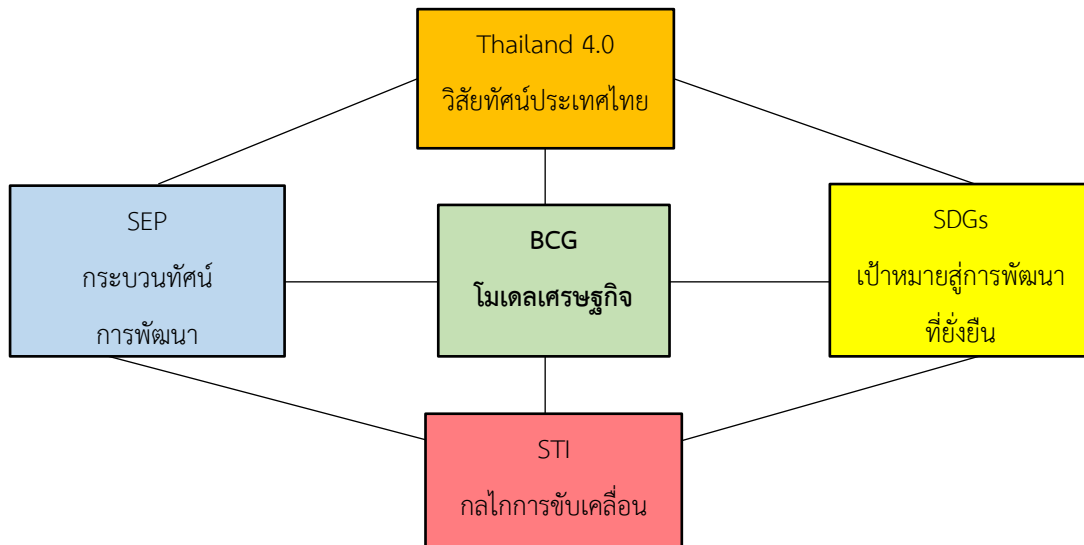 Thailand 4.0
วิสัยทัศน์ประเทศไทย
SEP
กระบวนทัศน์
การพัฒนา
BCG
โมเดลเศรษฐกิจ
SDGs
เป้าหมายสู่การพัฒนา
ที่ยั่งยืน
STI
กลไกการขับเคลื่อน